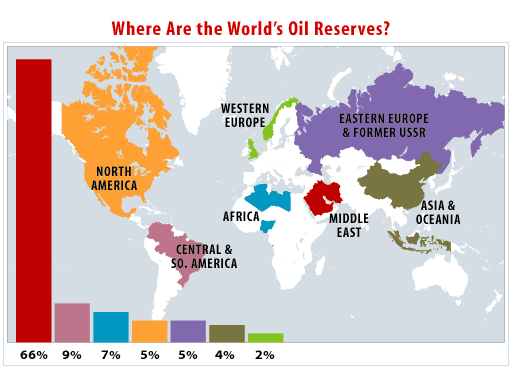 Where Are the World's Oil Reserves?
WESTERN
EUROPE
EASTERN EUROPE
& FORMER USSR
NORTH
AMERICA
AFRICA
MIDDLE
EAST
ASIA &
OCEANIA
CENTRAL &
SO. AMERICA
66% 9% 7% 5% 5% 4% 2%